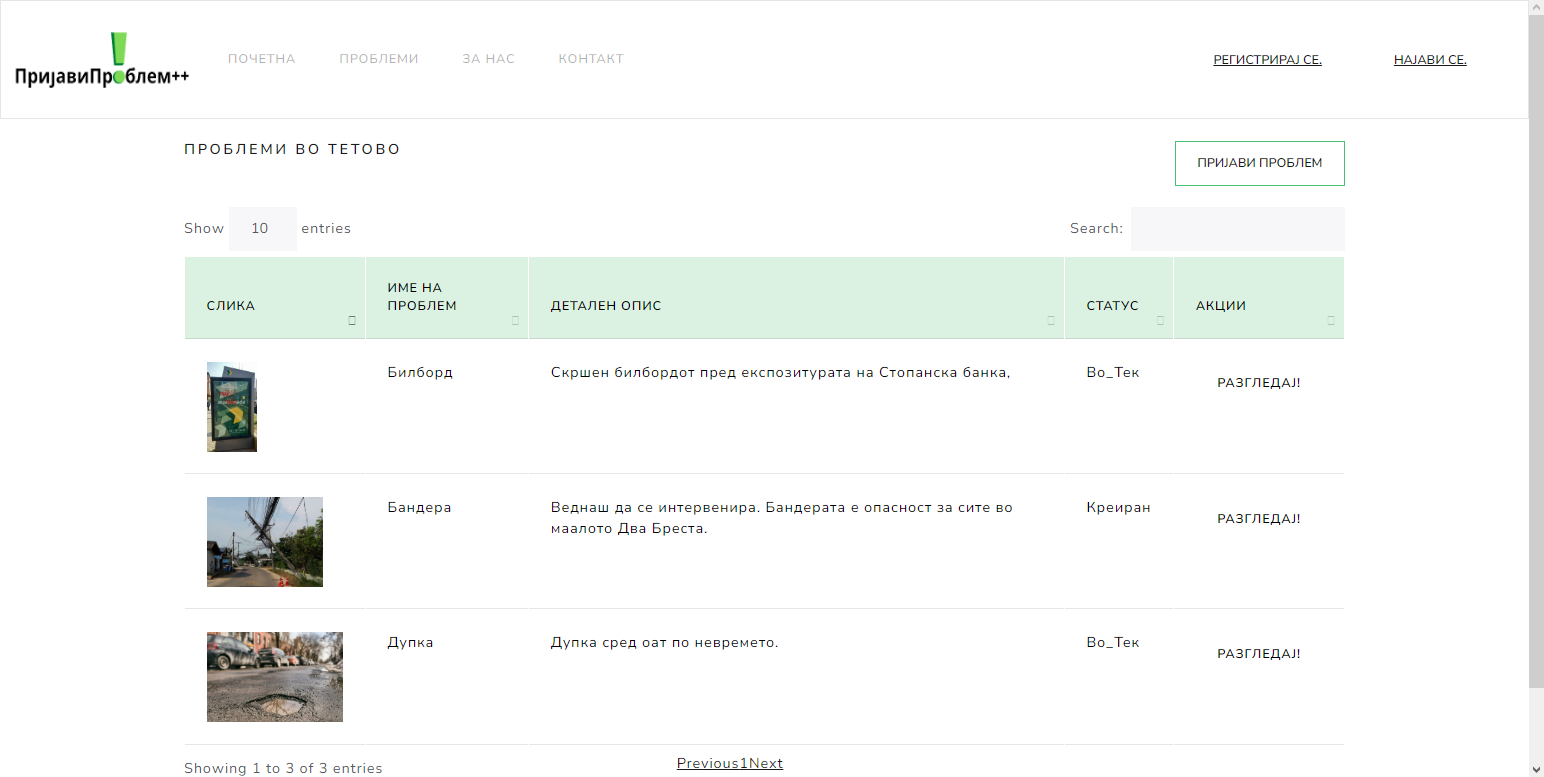 ПријавиПроблем++
ПОЧЕТНА ПРОБЛЕМИ ЗА НАС КОНТАКТ
РЕГИСТРИРАЈ СЕ. НАЈАВИ СЕ.
ПРОБЛЕМИ ВО ТЕТОВО
ПРИЈАВИ ПРОБЛЕМ
Show 10 entries
Search:
СЛИКА
ИМЕ НА
ПРОБЛЕМ
ДЕТАЛЕН ОПИС
СТАТУС
АКЦИИ
Билборд
Скршен билбордот пред експозитурата на Стопанска банка,
Во_Тек
РАЗГЛЕДАЈ!
Бандера
Веднаш да се интервенира. Бандерата е опасност за сите во
маалото Два Бреста.
Креиран
РАЗГЛЕДАЈ!
Дупка
Дупка сред оат по невремето.
Во_Тек
РАЗГЛЕДАЈ!
Showing 1 to 3 of 3 entries
Previous1Next